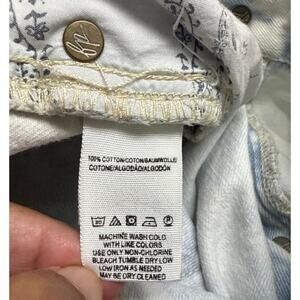 100% COTTON/COTON/BAUMWOLLE/
COTONE/ALGODÃO/ALGODÓN
30
MACHINE WASH COLD
WITH LIKE COLORS
USE ONLY NON-CHLORINE
BLEACH TUMBLE DRY LOW
LOW IRON AS NEEDED
MAY BE DRY CLEANED